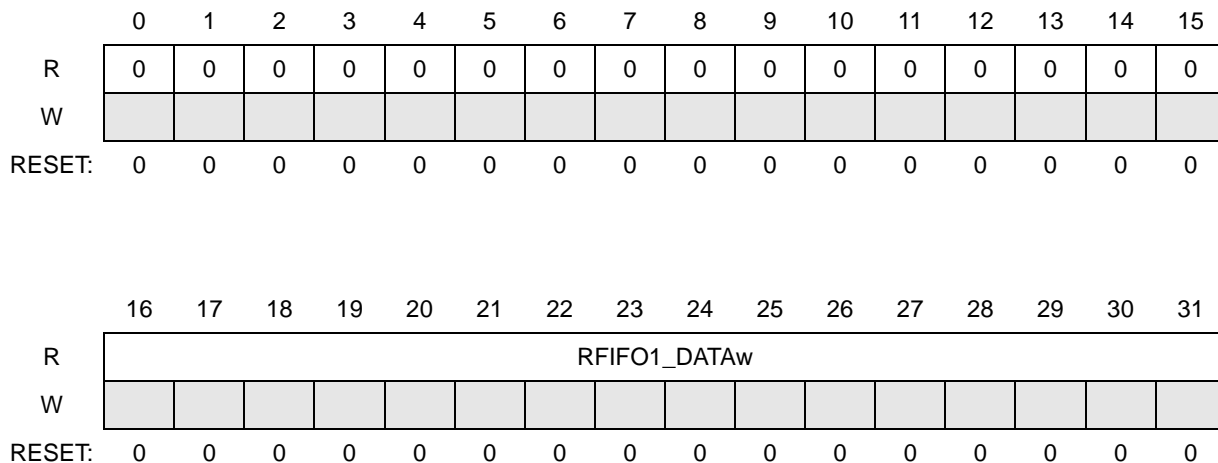 0 1 2 3 4 5 6 7 8 9 10 11 12 13 14 15
R 0 0 0 0 0 0 0 0 0 0 0 0 0 0 0 0
W
RESET: 0 0 0 0 0 0 0 0 0 0 0 0 0 0 0 0
16 17 18 19 20 21 22 23 24 25 26 27 28 29 30 31
R RFIFO1_DATAw
W
RESET: 0 0 0 0 0 0 0 0 0 0 0 0 0 0 0 0